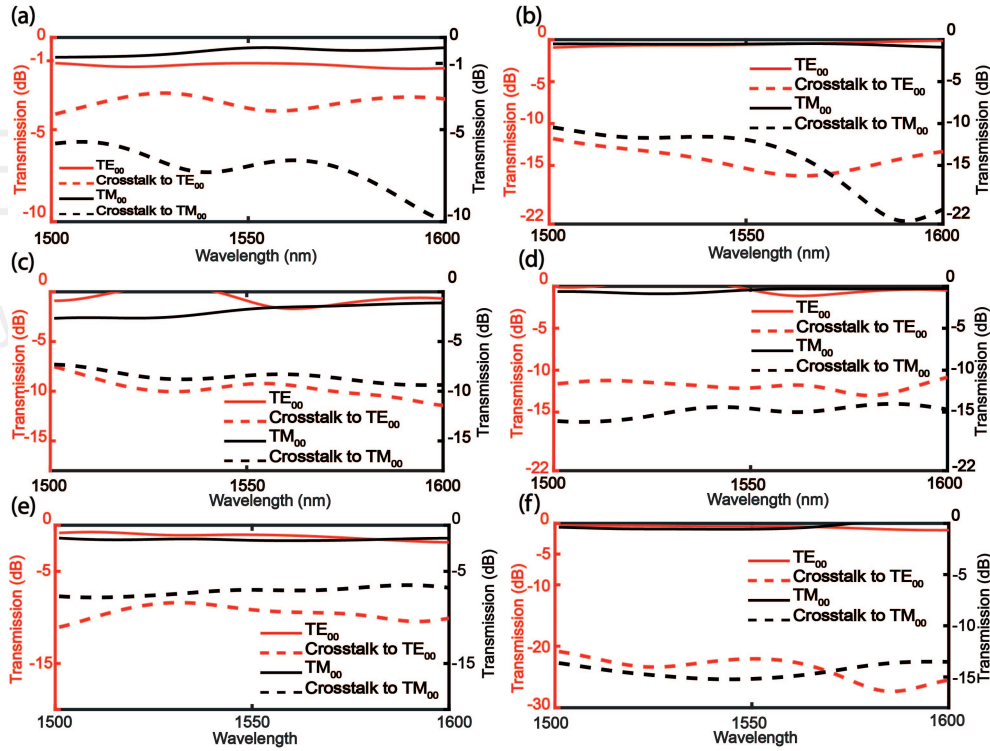 (a)
0
-1
-5
-10
Transmission (dB)
TE00
Crosstalk to TE00
TM00
Crosstalk to TM00
0
-1
-5
-10
Transmission (dB)
1500
1550
1600
Wavelength (nm)
(b)
0
-5
-10
-15
-22
Transmission (dB)
TE00
Crosstalk to TE00
TM00
Crosstalk to TM00
0
-5
-10
-15
-22
Transmission (dB)
1500
1550
1600
Wavelength (nm)
(c)
0
-5
-10
-15
Transmission (dB)
TE00
Crosstalk to TE00
TM00
Crosstalk to TM00
0
-5
-10
-15
Transmission (dB)
1500
1550
1600
Wavelength (nm)
(d)
0
-5
-10
-15
-22
Transmission (dB)
TE00
Crosstalk to TE00
TM00
Crosstalk to TM00
0
-5
-10
-15
-22
Transmission (dB)
1500
1550
1600
Wavelength (nm)
(e)
0
-5
-15
Transmission (dB)
TE00
Crosstalk to TE00
TM00
Crosstalk to TM00
0
-5
-15
Transmission (dB)
1500
1550
1600
Wavelength
(f)
0
-10
-20
-30
Transmission (dB)
TE00
Crosstalk to TE00
TM00
Crosstalk to TM00
0
-5
-10
-15
Transmission (dB)
1500
1550
1600
Wavelength